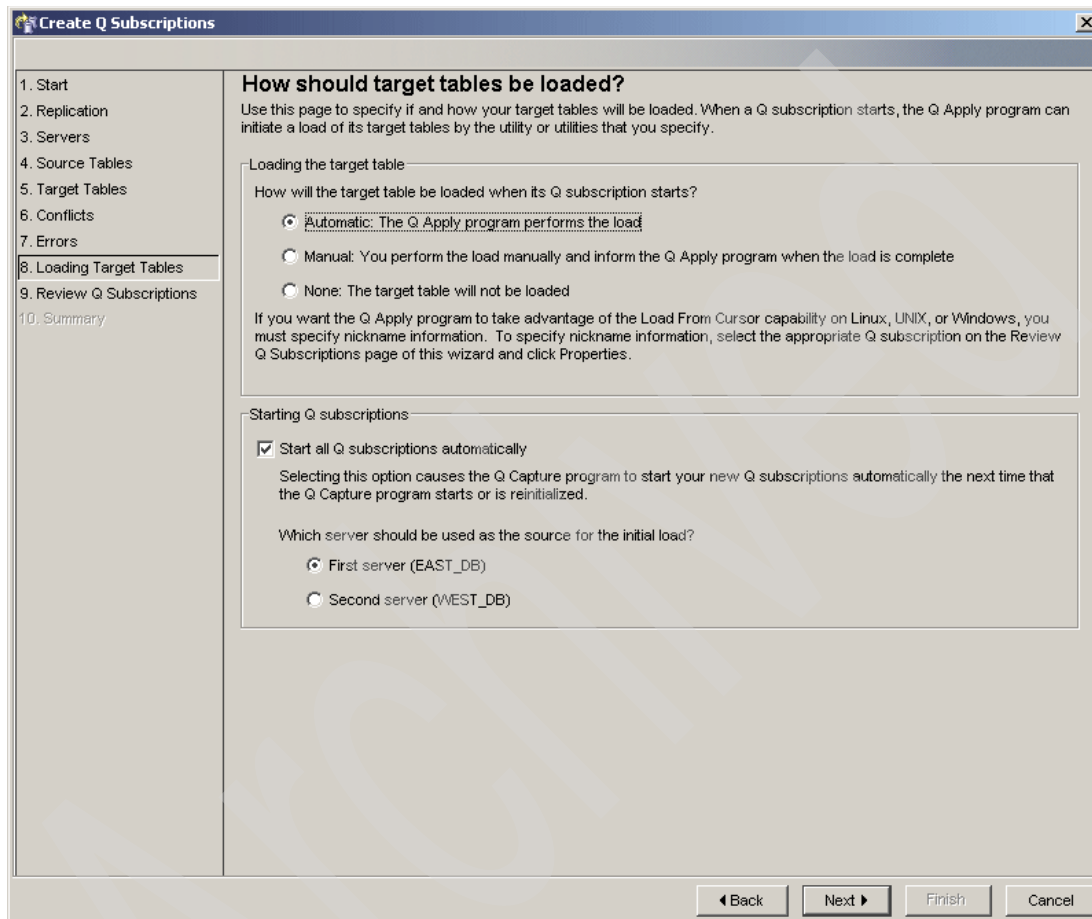 Create Q Subscriptions
1. Start
2. Replication
3. Servers
4. Source Tables
5. Target Tables
6. Conflicts
7. Errors
8. Loading Target Tables
9. Review Q Subscriptions
10. Summary
How should target tables be loaded?
Use this page to specify if and how your target tables will be loaded. When a Q subscription starts, the Q Apply program can
initiate a load of its target tables by the utility or utilities that you specify.
Loading the target table
How will the target table be loaded when its Q subscription starts?
Automatic: The Q Apply program performs the load
Manual: You perform the load manually and inform the Q Apply program when the load is complete
None: The target table will not be loaded
If you want the Q Apply program to take advantage of the Load From Cursor capability on Linux, UNIX, or Windows, you
must specify nickname information. To specify nickname information, select the appropriate Q subscription on the Review
Q Subscriptions page of this wizard and click Properties.
Starting Q subscriptions
Start all Q subscriptions automatically
Selecting this option causes the Q Capture program to start your new Q subscriptions automatically the next time that
the Q Capture program starts or is reinitialized.
Which server should be used as the source for the initial load?
First server (EAST_DB)
Second server (WEST_DB)
Back
Next
Finish
Cancel